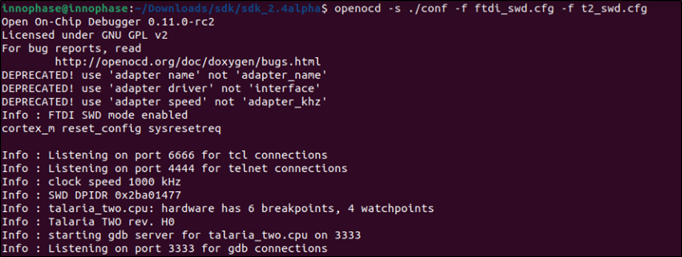 innophase@innophase:~/Downloads/sdk/sdk_2.4alpha$ openocd -s ./conf -f ftdi_swd.cfg -f t2_swd.cfg
Open On-Chip Debugger 0.11.0-rc2
Licensed under GNU GPL v2
For bug reports, read
        http://openocd.org/doc/doxygen/bugs.html
DEPRECATED! use 'adapter name' not 'adapter_name'
DEPRECATED! use 'adapter driver' not 'interface'
DEPRECATED! use 'adapter speed' not 'adapter_khz'
Info : FTDI SWD mode enabled
cortex_m reset_config sysresetreq

Info : Listening on port 6666 for tcl connections
Info : Listening on port 4444 for telnet connections
Info : clock speed 1000 kHz
Info : SWD DPIDR 0x2ba01477
Info : talaria_two.cpu: hardware has 6 breakpoints, 4 watchpoints
Info : Talaria TWO rev. H0
Info : starting gdb server for talaria_two.cpu on 3333
Info : Listening on port 3333 for gdb connections